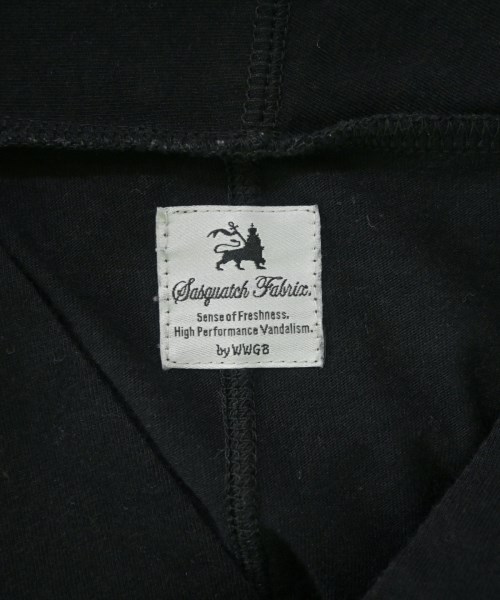 Sasquatch Fabrix.
Sense of Freshness.
High Performance Vandalism.
by WWGB